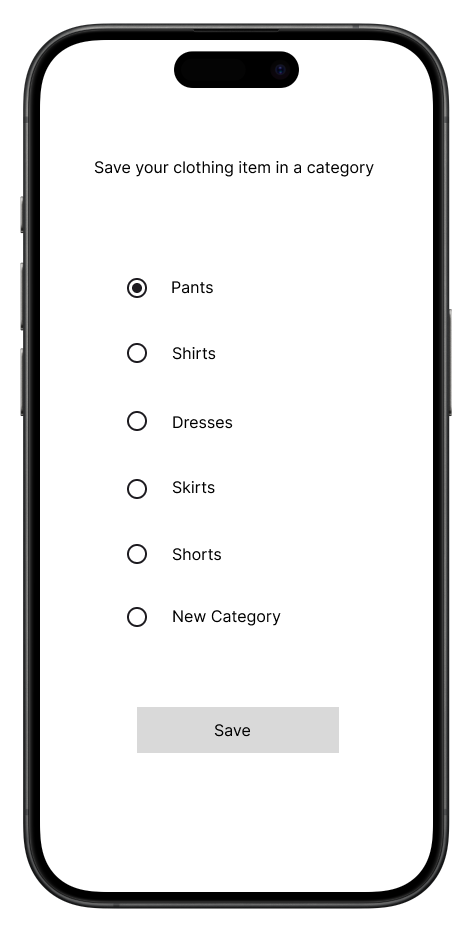 Save your clothing item in a category
Pants
Shirts
Dresses
Skirts
Shorts
New Category
Save